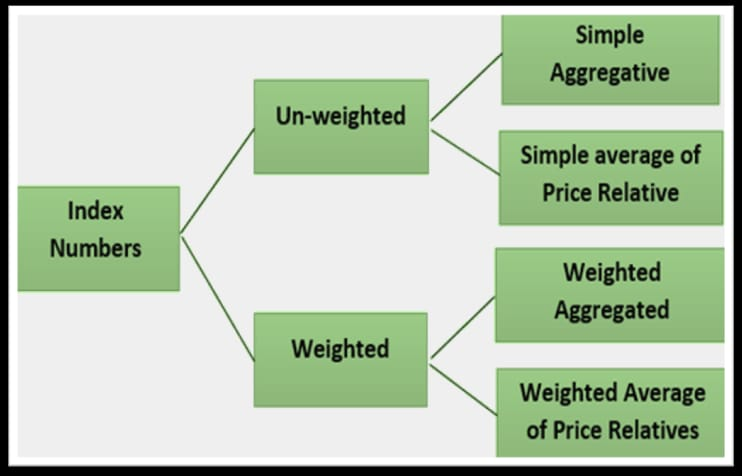 Index
Numbers
Un-weighted
Simple
Aggregative
Simple average of
Price Relative
Weighted
Weighted
Aggregated
Weighted Average
of Price Relatives